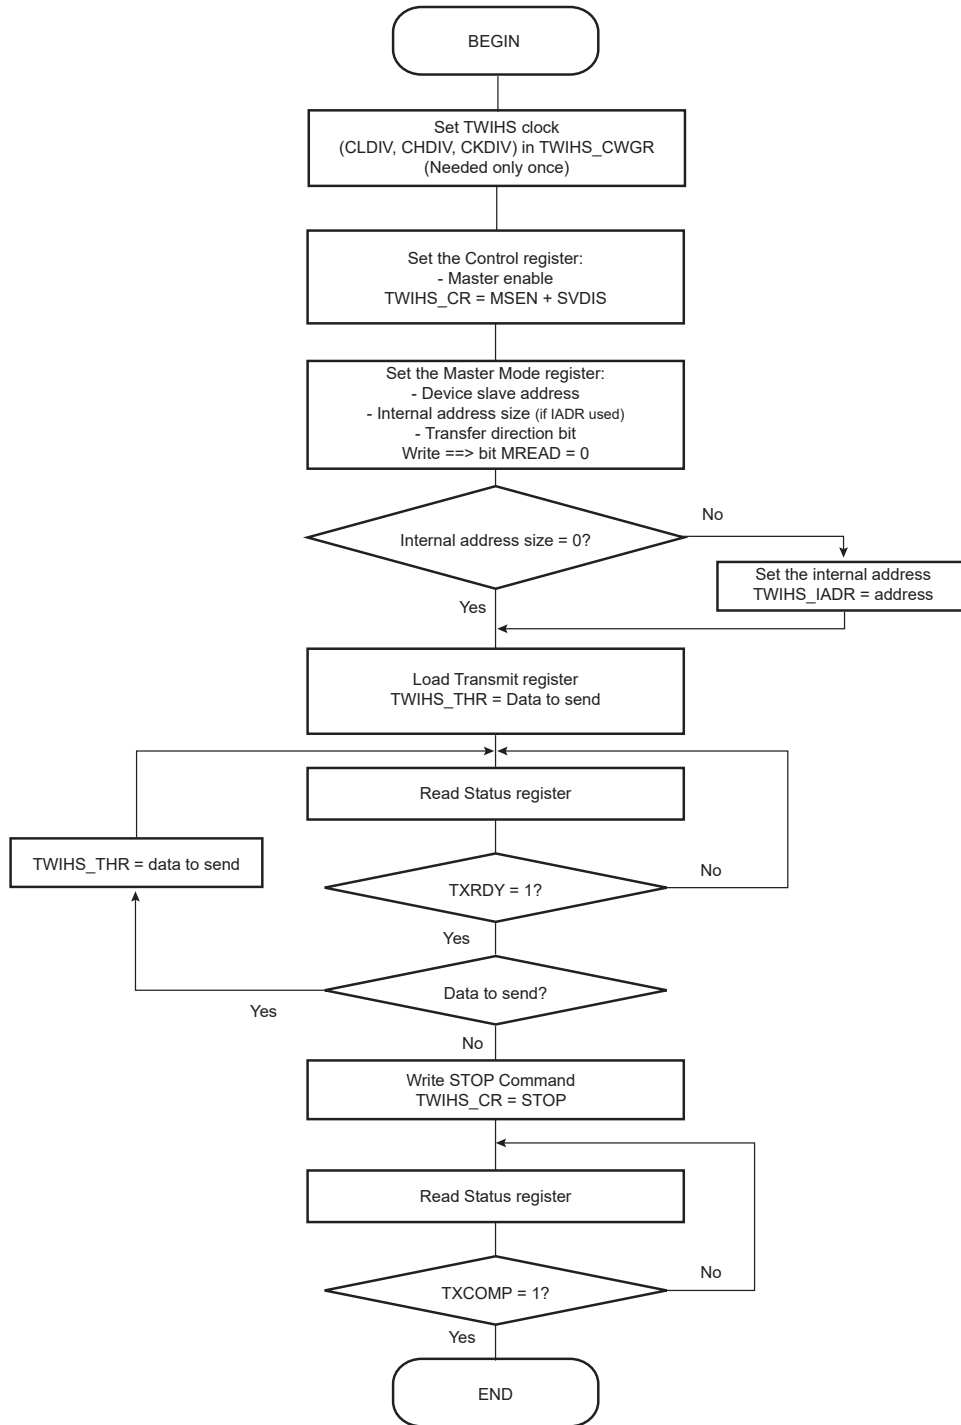 BEGIN
Set TWIHS clock
(CLDIV, CHDIV, CKDIV) in TWIHS_CWGR
(Needed only once)
Set the Control register:
- Master enable
TWIHS_CR = MSEN + SVDIS
Set the Master Mode register:
- Device slave address
- Internal address size (if IADR used)
- Transfer direction bit
Write ==> bit MREAD = 0
No
Internal address size = 0?
Set the internal address
TWIHS_IADR = address
Yes
Load Transmit register
TWIHS_THR = Data to send
Read Status register
TWIHS_THR = data to send
No
TXRDY = 1?
Yes
Data to send?
Yes
No
Write STOP Command
TWIHS_CR = STOP
Read Status register
No
TXCOMP = 1?
Yes
END